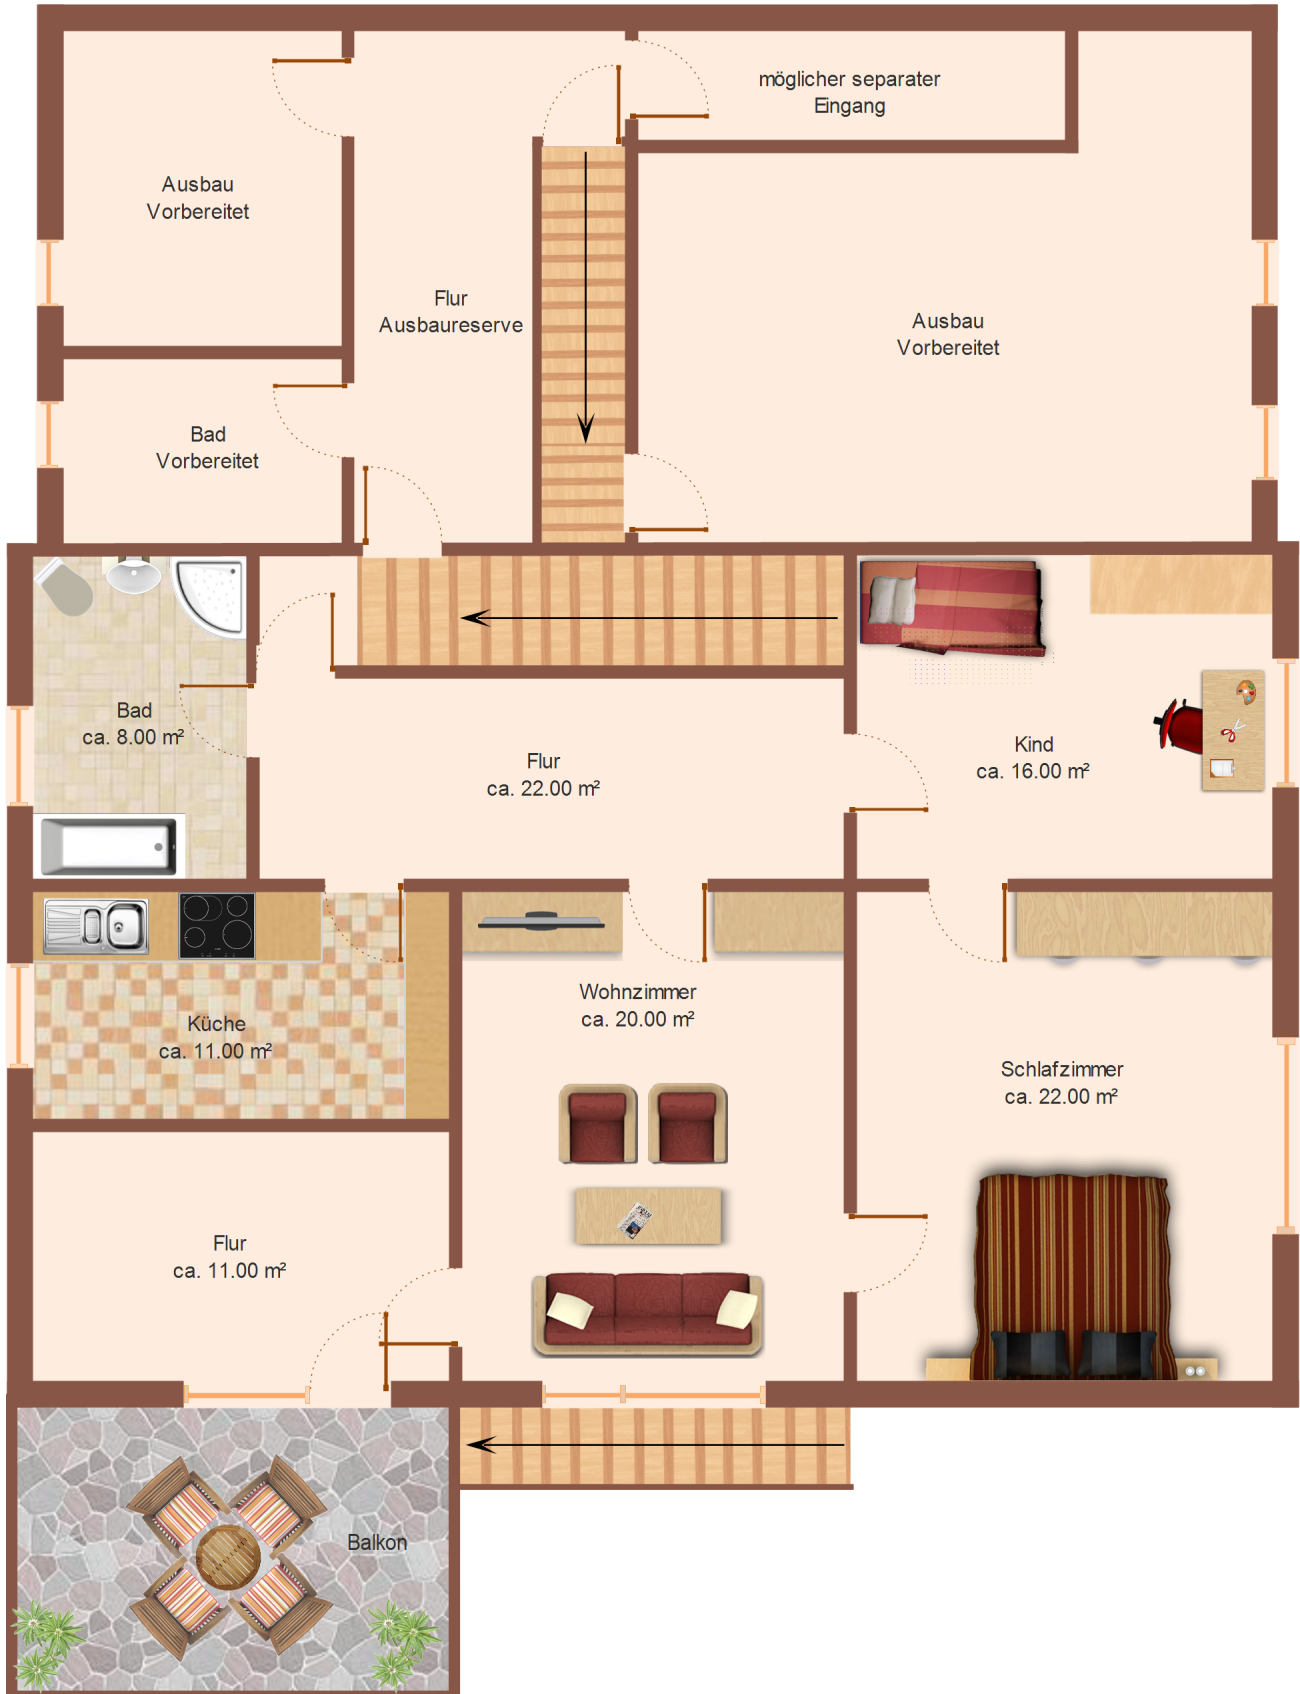 möglicher separater
Eingang
Ausbau
Vorbereitet
Flur
Ausbaureserve
Ausbau
Vorbereitet
Bad
Vorbereitet
Bad
ca. 8.00 m²
Flur
ca. 22.00 m²
Kind
ca. 16.00 m²
Wohnzimmer
ca. 20.00 m²
Küche
ca. 11.00 m²
Schlafzimmer
ca. 22.00 m²
Flur
ca. 11.00 m²
Balkon